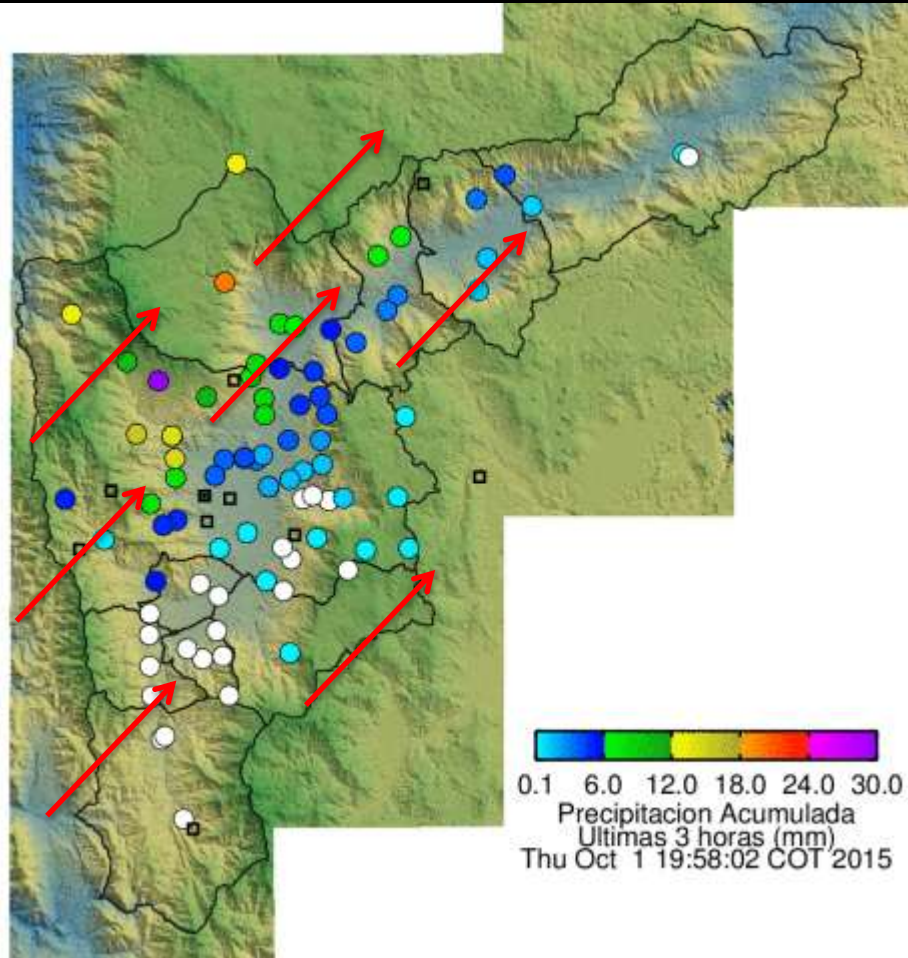 0.1 6.0 12.0 18.0 24.0 30.0
Precipitacion Acumulada
Ultimas 3 horas (mm)
Thu Oct 1 19:58:02 COT 2015